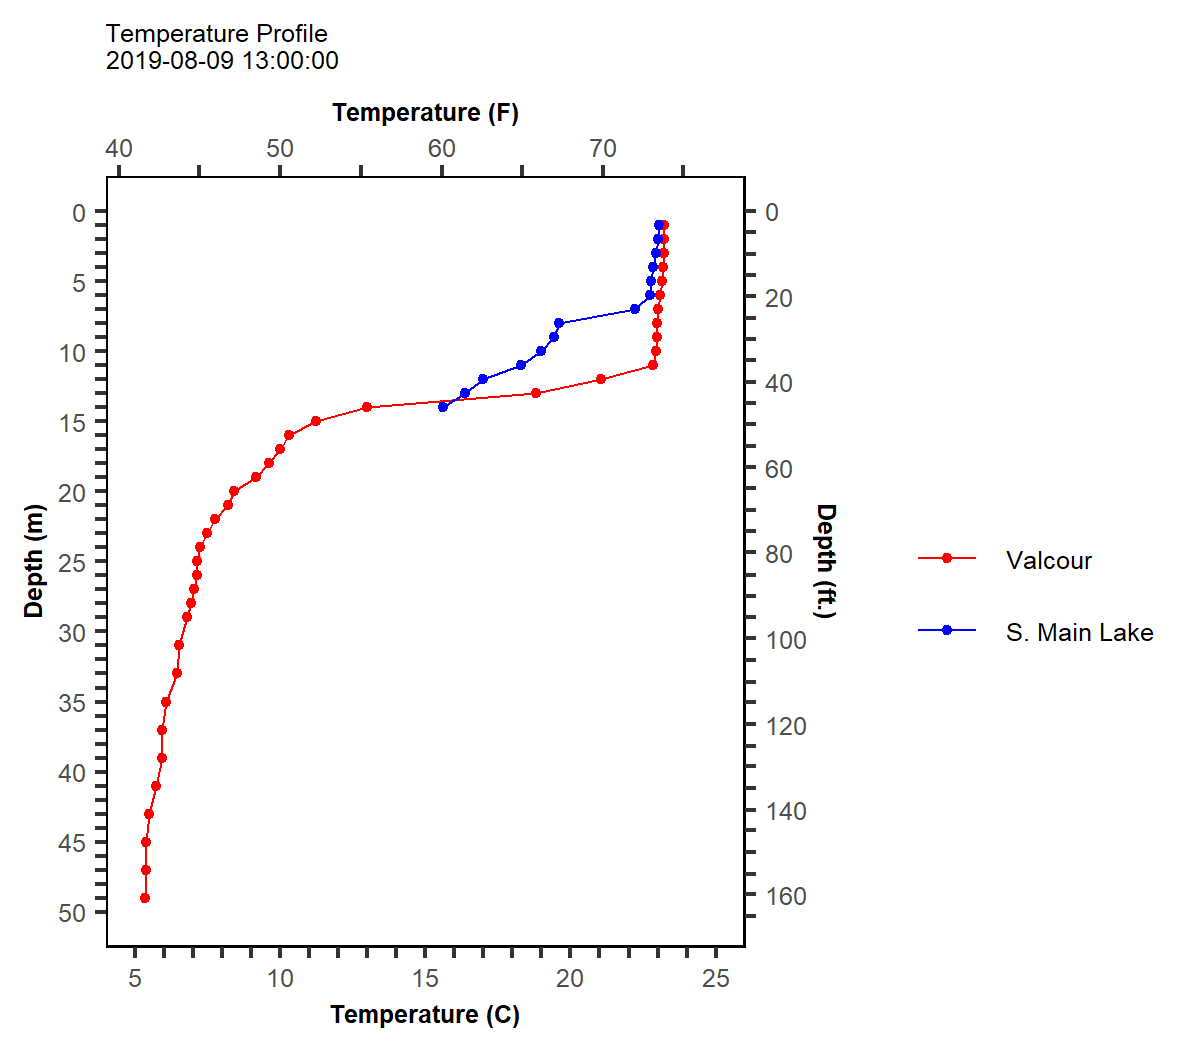 Temperature Profile
2019-08-09 13:00:00
Temperature (F)
40 50 60 70
0
5
10
15
20
25
30
35
40
45
50
Depth (m)
0
20
40
60
80
100
120
140
160
Depth (ft.)
Valcour
S. Main Lake
5 10 15 20 25
Temperature (C)